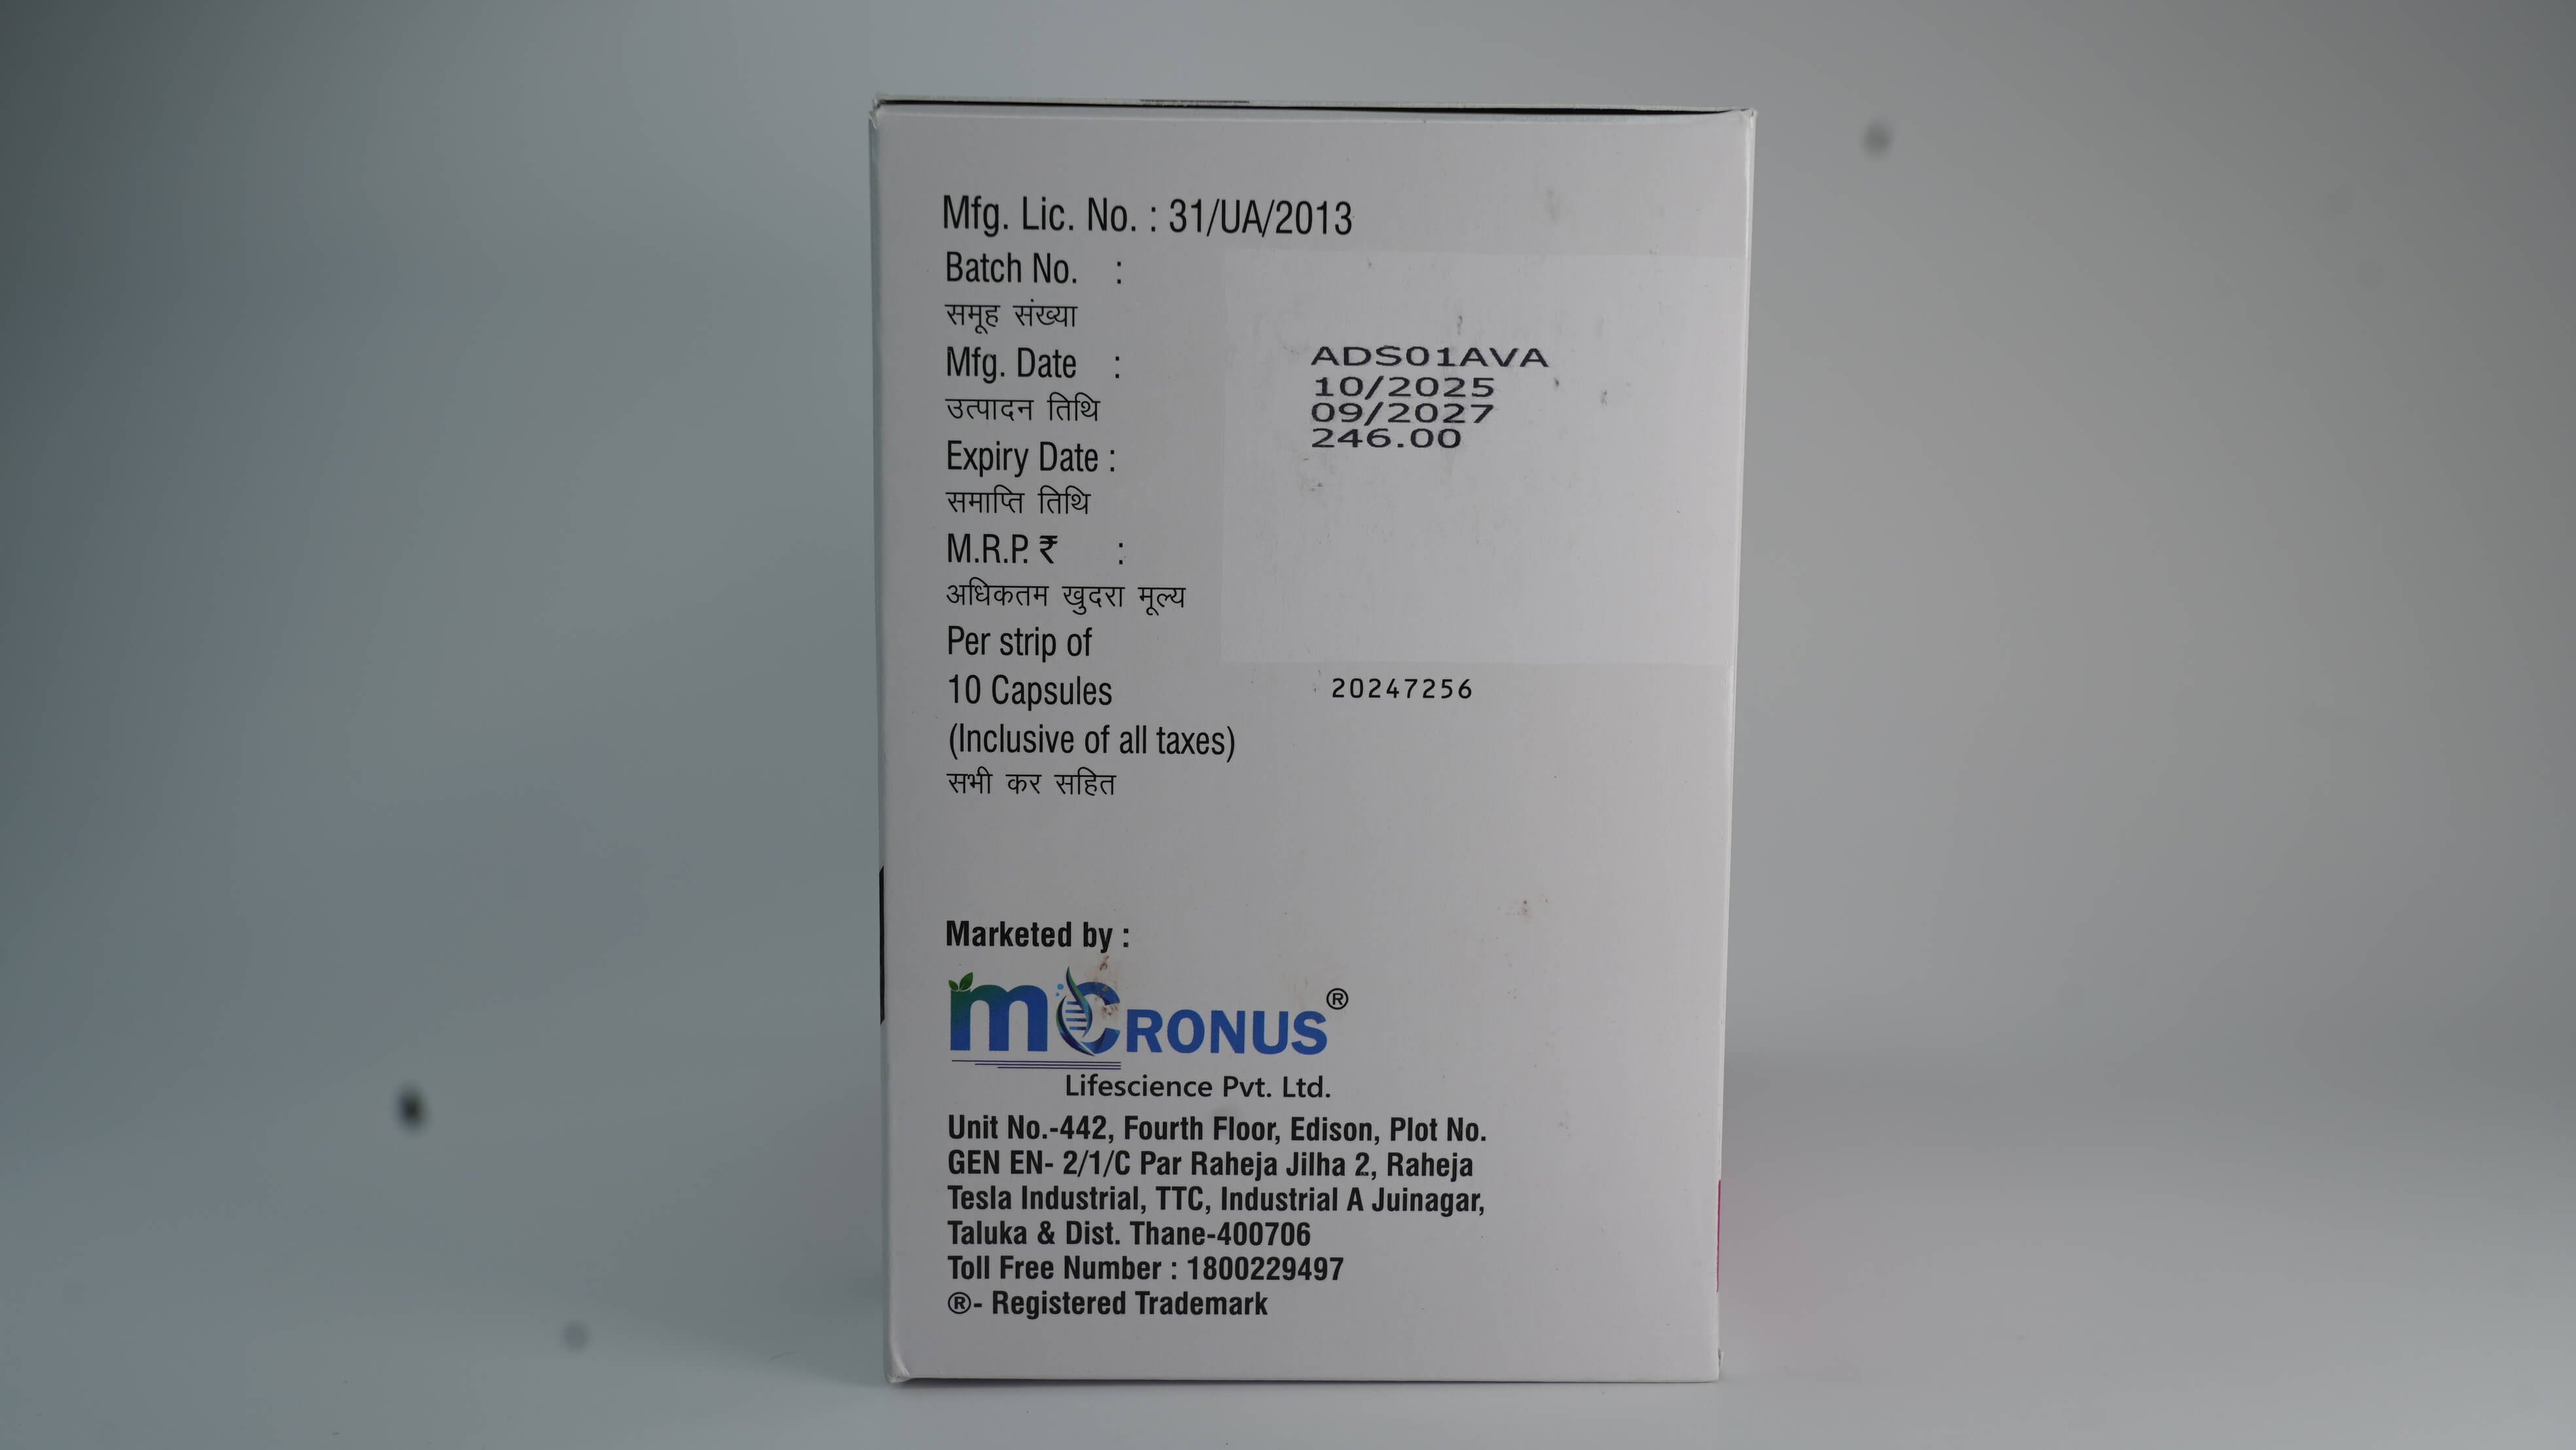 Mfg. Lic. No. : 31/UA/2013
Batch No. :
समूह संख्या
Mfg. Date :
उत्पादन तिथि
Expiry Date :
समाप्ति तिथि
M.R.P. ₹ :
अधिकतम खुदरा मूल्य
Per strip of
10 Capsules
(Inclusive of all taxes)
सभी कर सहित
ADS01AVA
10/2025
09/2027
246.00
20247256
Marketed by :
mCRONUS®
Lifescience Pvt. Ltd.
Unit No.-442, Fourth Floor, Edison, Plot No.
GEN EN- 2/1/C Par Raheja Jilha 2, Raheja
Tesla Industrial, TTC, Industrial A Juinagar,
Taluka & Dist. Thane-400706
Toll Free Number : 1800229497
®- Registered Trademark